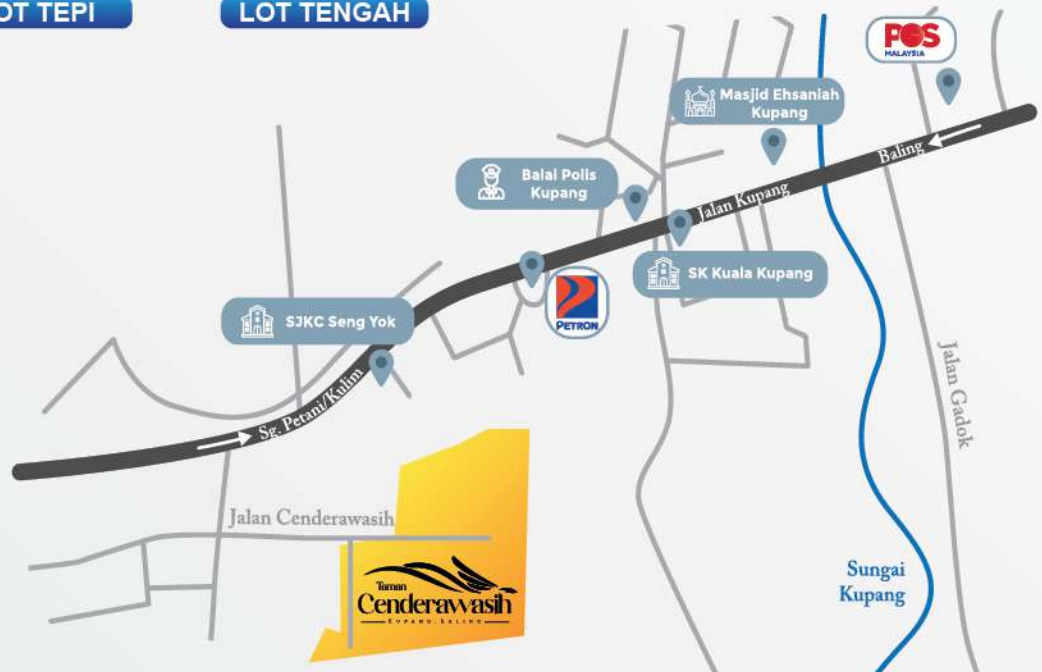 OT TEPI
LOT TENGAH
POS
MALAYSIA
Masjid Ehsaniah
Kupang
Baling
Balai Polis
Kupang
Jalan Kupang
SK Kuala Kupang
PETRON
SJKC Seng Yok
Sg. Petani/Kulim
Jalan Gadok
Jalan Cenderawasih
Taman
Cenderawasih
KUPANG, BALING
Sungai
Kupang